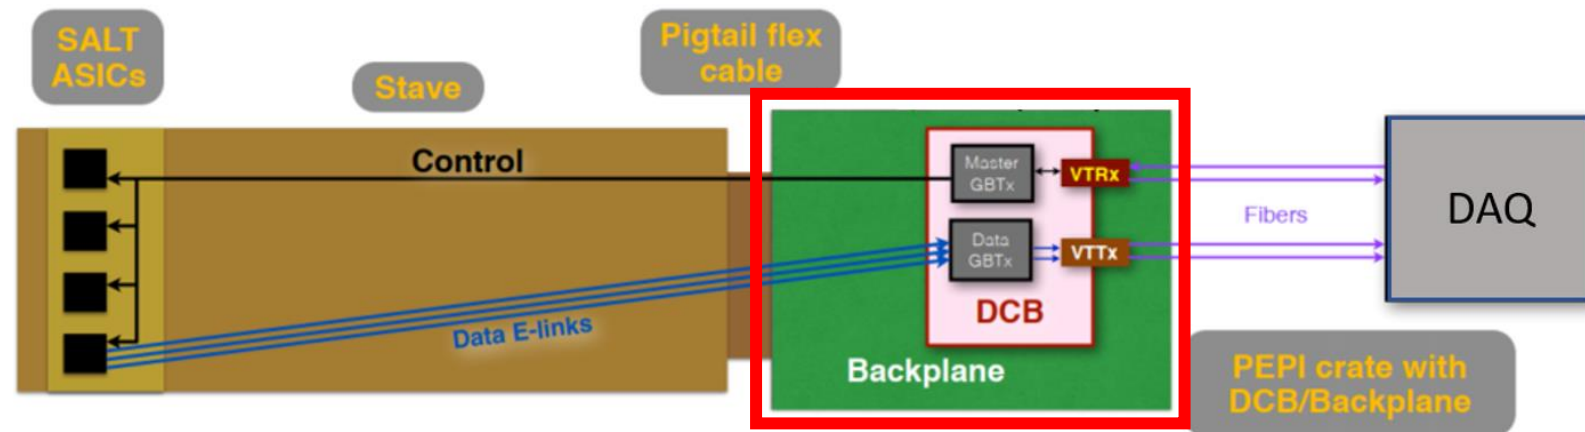 SALT
ASICs
Stave
Pigtail flex
cable
Control
Master
GBTx
VTRx
Data
GBTx
VTTx
DCB
Data E-links
Backplane
Fibers
DAQ
PEPI crate with
DCB/Backplane